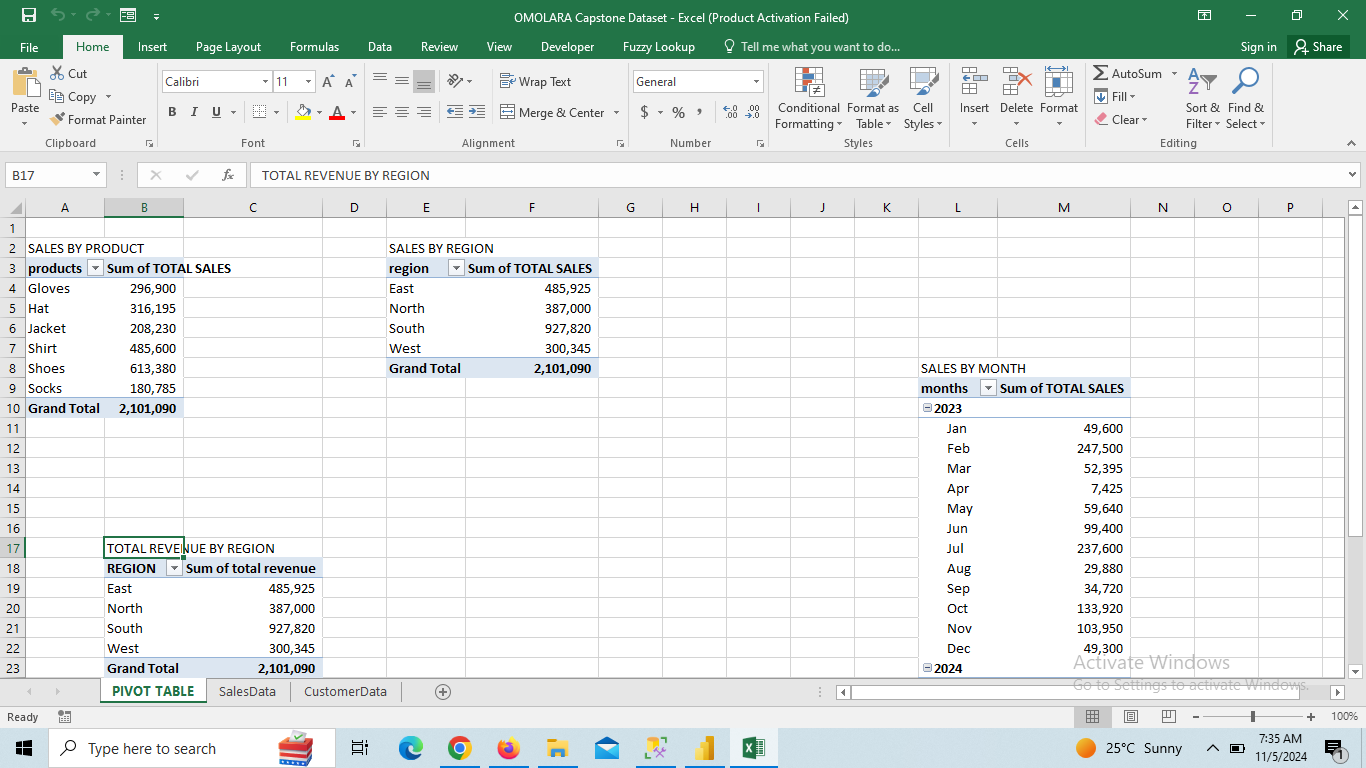 OMOLARA Capstone Dataset - Excel (Product Activation Failed)
File Home Insert Page Layout Formulas Data Review View Developer Fuzzy Lookup Tell me what you want to do... Sign in Share
Paste
Cut
Copy
Format Painter
Clipboard
Calibri 11
B I U A
Font
Wrap Text
Merge & Center
Alignment
General
$ % ,
Number
Conditional Formatting
Format as Table
Cell Styles
Styles
Insert Delete Format
Cells
AutoSum
Fill
Clear
Sort & Filter
Find & Select
Editing
B17 fx TOTAL REVENUE BY REGION
A B C D E F G H I J K L M N O P
1
2 SALES BY PRODUCT SALES BY REGION
3 products Sum of TOTAL SALES region Sum of TOTAL SALES
4 Gloves 296,900 East 485,925
5 Hat 316,195 North 387,000
6 Jacket 208,230 South 927,820
7 Shirt 485,600 West 300,345
8 Shoes 613,380 Grand Total 2,101,090 SALES BY MONTH
9 Socks 180,785 months Sum of TOTAL SALES
10 Grand Total 2,101,090 2023
11 Jan 49,600
12 Feb 247,500
13 Mar 52,395
14 Apr 7,425
15 May 59,640
16 Jun 99,400
17 TOTAL REVENUE BY REGION Jul 237,600
18 REGION Sum of total revenue Aug 29,880
19 East 485,925 Sep 34,720
20 North 387,000 Oct 133,920
21 South 927,820 Nov 103,950
22 West 300,345 Dec 49,300
23 Grand Total 2,101,090 2024
Activate Windows
Go to Settings to activate Windows.
PIVOT TABLE SalesData CustomerData
Ready 100%
Type here to search 25°C Sunny 7:35 AM
11/5/2024
1